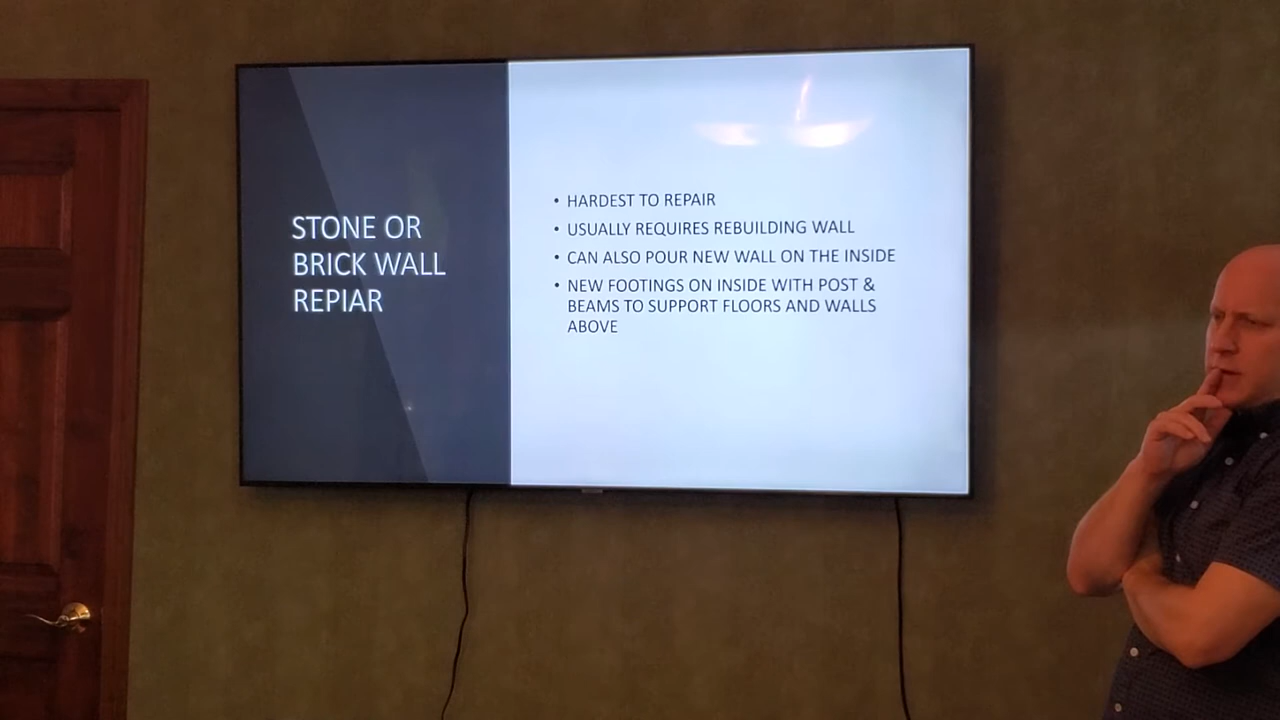 STONE OR
BRICK WALL
REPIAR
• HARDEST TO REPAIR
• USUALLY REQUIRES REBUILDING WALL
• CAN ALSO POUR NEW WALL ON THE INSIDE
• NEW FOOTINGS ON INSIDE WITH POST &
BEAMS TO SUPPORT FLOORS AND WALLS
ABOVE